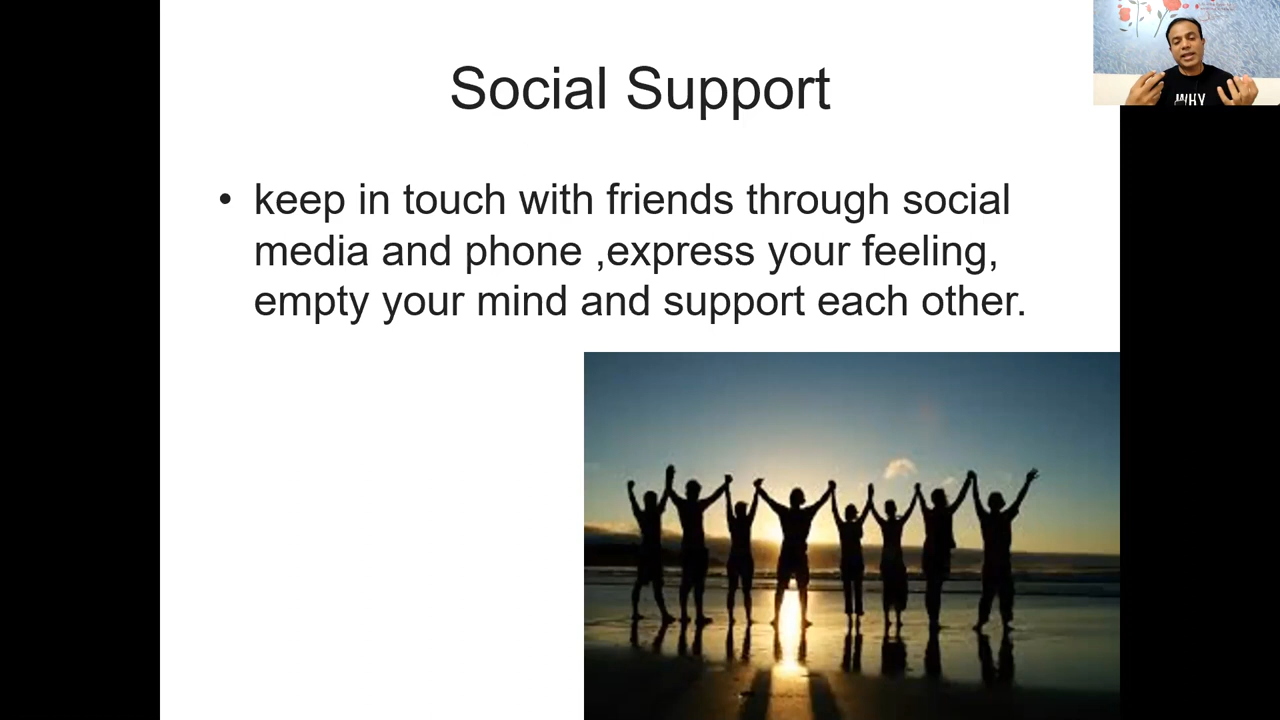 Social Support
• keep in touch with friends through social
media and phone ,express your feeling,
empty your mind and support each other.
WHY